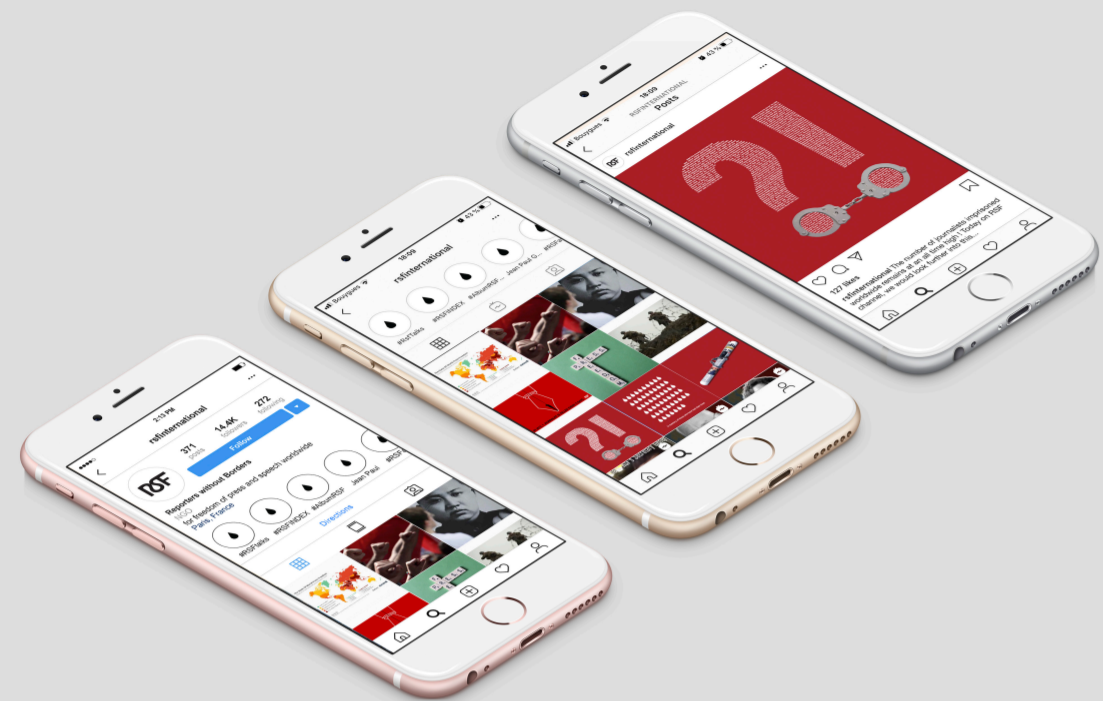 2:13 PM
rsfinternational
371
posts
14,4K
followers
272
following
Follow
RSF
Reporters without Borders
NGO
for freedom of press and speech worldwide
Paris, France
#RSFtalks
#RSFINDEX
#AlbumRSF
Jean Paul
#RSF
Directions
Bouygues
18:09
43 %
rsfinternational
#RsfTalks
#RSFINDEX
#AlbumRSF...
Jean Paul G...
?!
Bouygues
18:09
43 %
RSFINTERNATIONAL
Posts
RSF
rsfinternational
?!
127 likes
rsfinternational The number of journalists imprisoned
worldwide remains at an all time high ! Today on RSF
channel, we would look further into this...